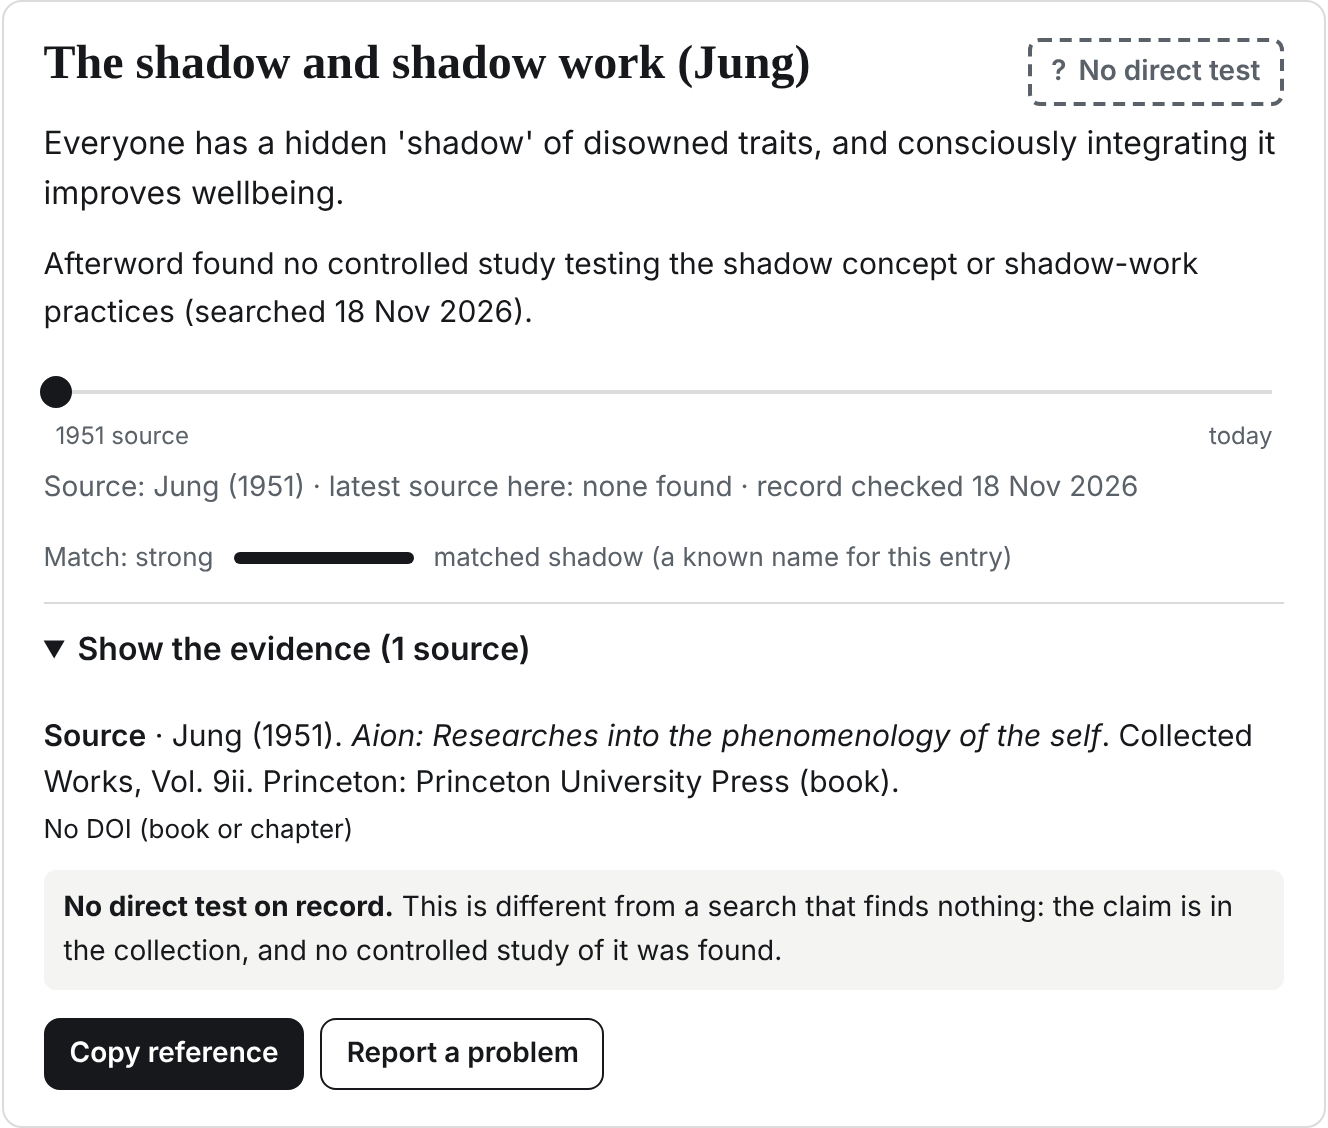 The shadow and shadow work (Jung)
? No direct test
Everyone has a hidden 'shadow' of disowned traits, and consciously integrating it
improves wellbeing.
Afterword found no controlled study testing the shadow concept or shadow-work
practices (searched 18 Nov 2026).
1951 source
today
Source: Jung (1951) · latest source here: none found · record checked 18 Nov 2026
Match: strong
matched shadow (a known name for this entry)
▼ Show the evidence (1 source)
Source · Jung (1951). Aion: Researches into the phenomenology of the self. Collected
Works, Vol. 9ii. Princeton: Princeton University Press (book).
No DOI (book or chapter)
No direct test on record. This is different from a search that finds nothing: the claim is in
the collection, and no controlled study of it was found.
Copy reference
Report a problem